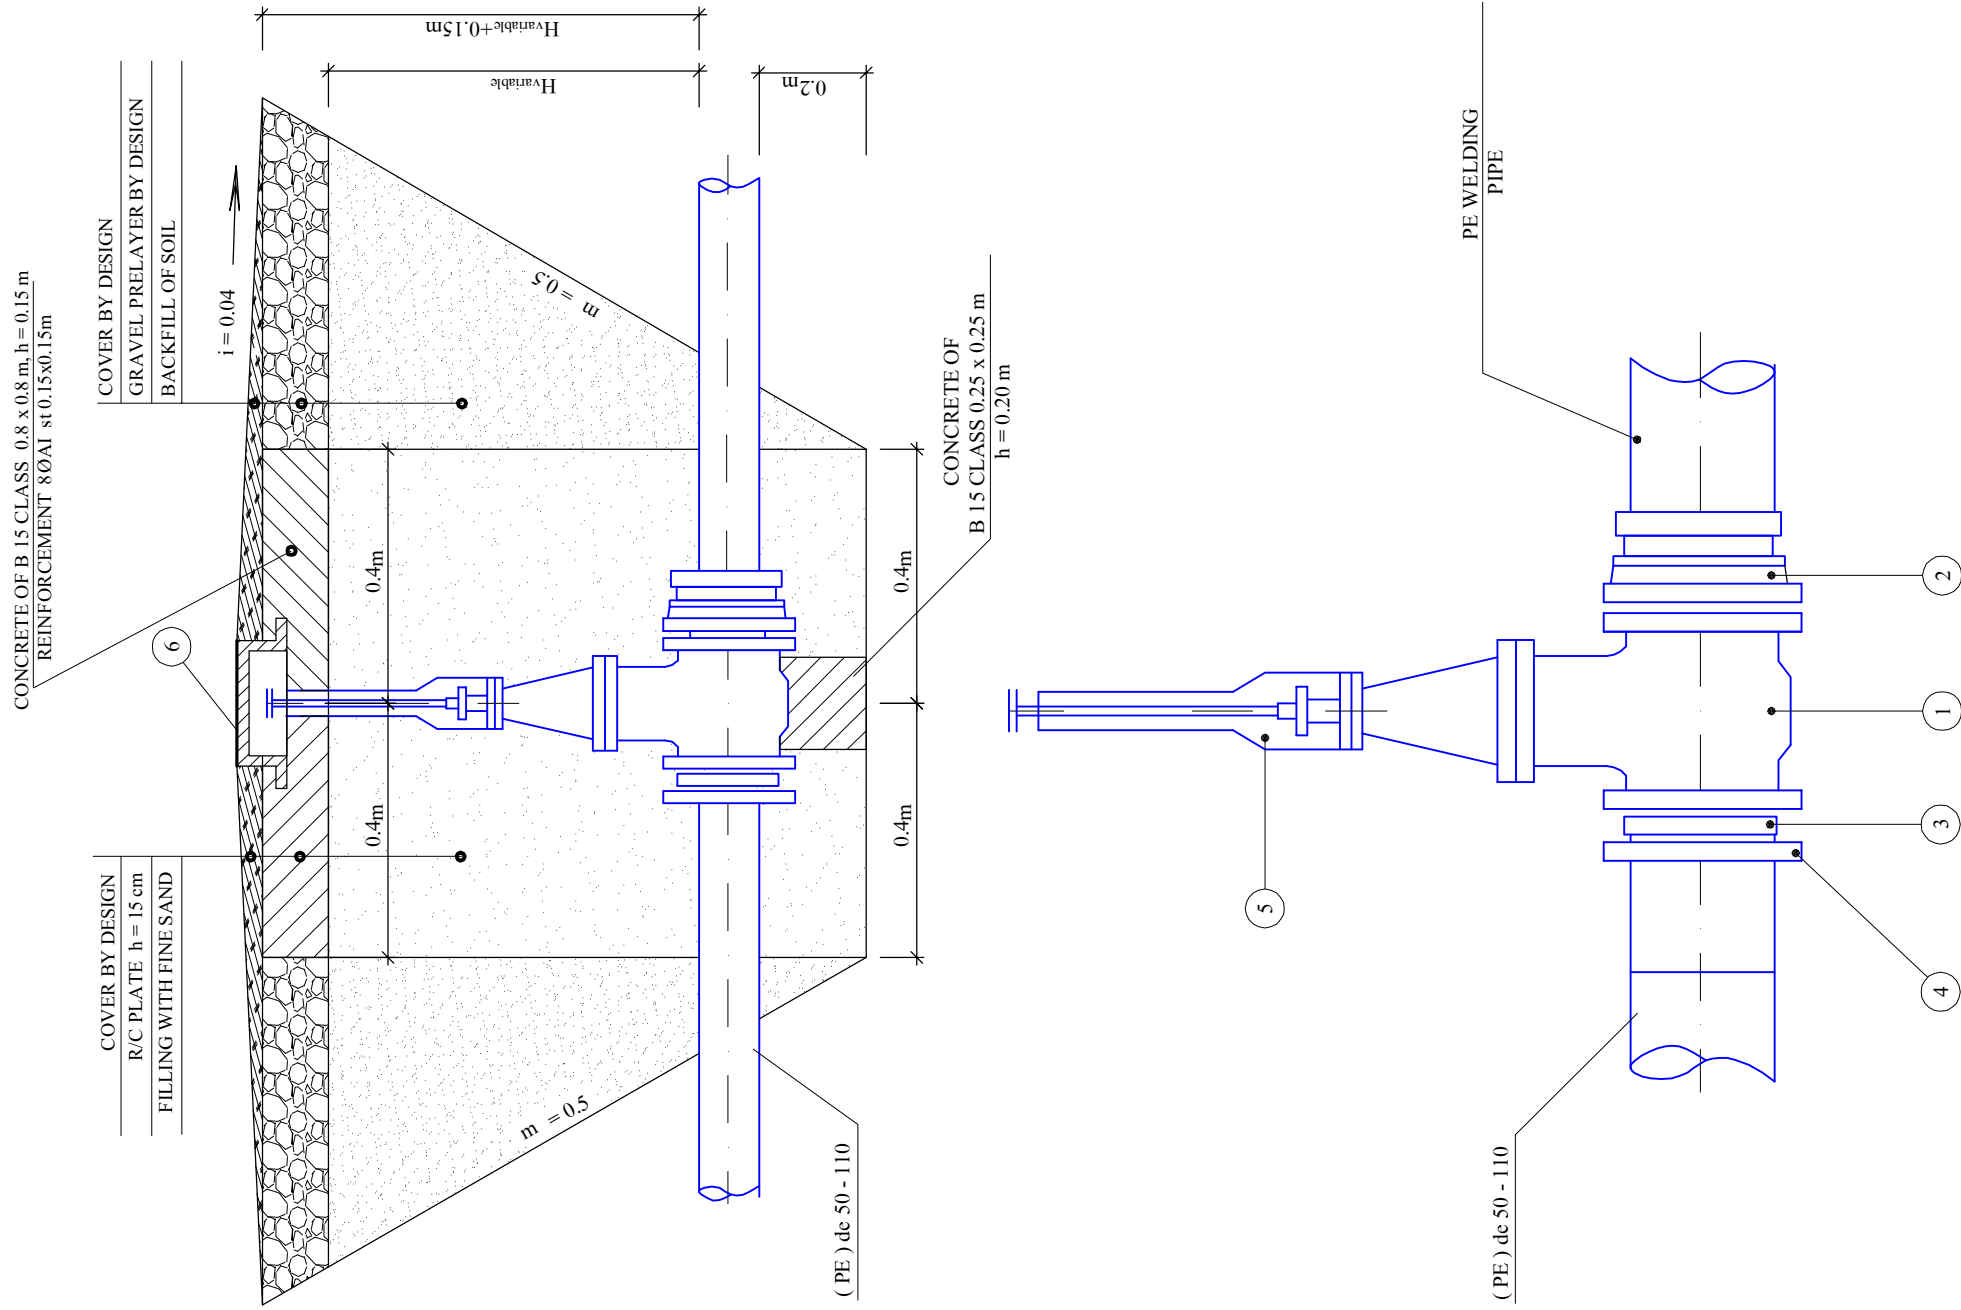 CONCRETE OF B 15 CLASS 0.8 x 0.8 m, h = 0.15 m
REINFORCEMENT 8ØAI st 0.15x0.15m
COVER BY DESIGN
GRAVEL PRELAYER BY DESIGN
BACKFILL OF SOIL
i = 0.04
Hvariable+0.15m
Hvariable
0.2m
6
m = 0.5
0.4m
0.4m
COVER BY DESIGN
R/C PLATE h = 15 cm
FILLING WITH FINE SAND
m = 0.5
0.4m
0.4m
CONCRETE OF
B 15 CLASS 0.25 x 0.25 m
h = 0.20 m
( PE ) de 50 - 110
PE WELDING
PIPE
2
1
3
4
5
( PE ) de 50 - 110